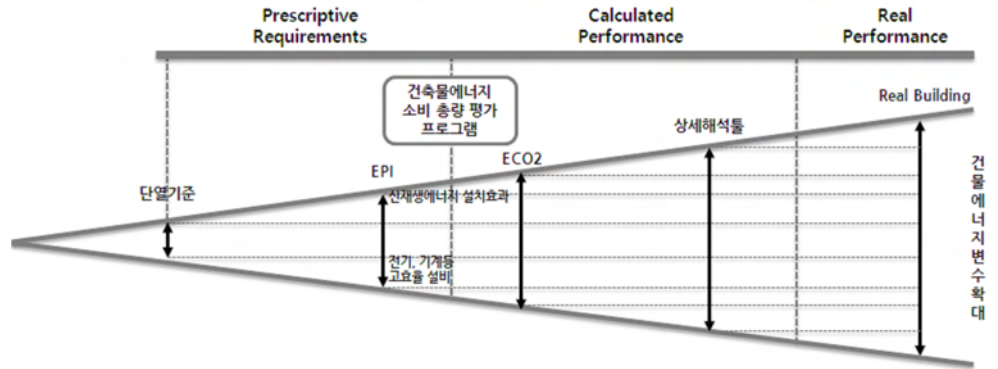 Prescriptive
Requirements
Calculated
Performance
Real
Performance
건축물에너지
소비 총량 평가
프로그램
Real Building
상세해석툴
ECO2
EPI
단열기준
신재생에너지 설치효과
전기, 기계등
고효율 설비
건물에너지변수확대